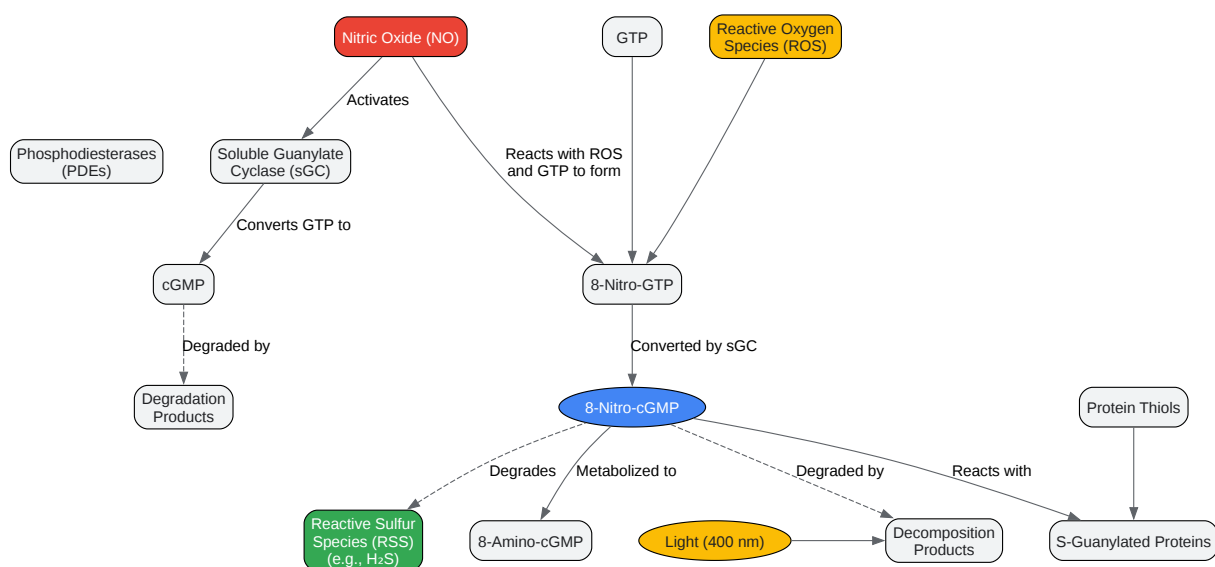 Nitric Oxide (NO)
GTP
Reactive Oxygen
Species (ROS)
Activates
Phosphodiesterases
(PDEs)
Soluble Guanylate
Cyclase (sGC)
Reacts with ROS
and GTP to form
Converts GTP to
cGMP
8-Nitro-GTP
Degraded by
Converted by sGC
Degradation
Products
8-Nitro-cGMP
Protein Thiols
Degrades
Metabolized to
Degraded by
Reacts with
Reactive Sulfur
Species (RSS)
(e.g., H₂S)
8-Amino-cGMP
Light (400 nm)
Decomposition
Products
S-Guanylated Proteins